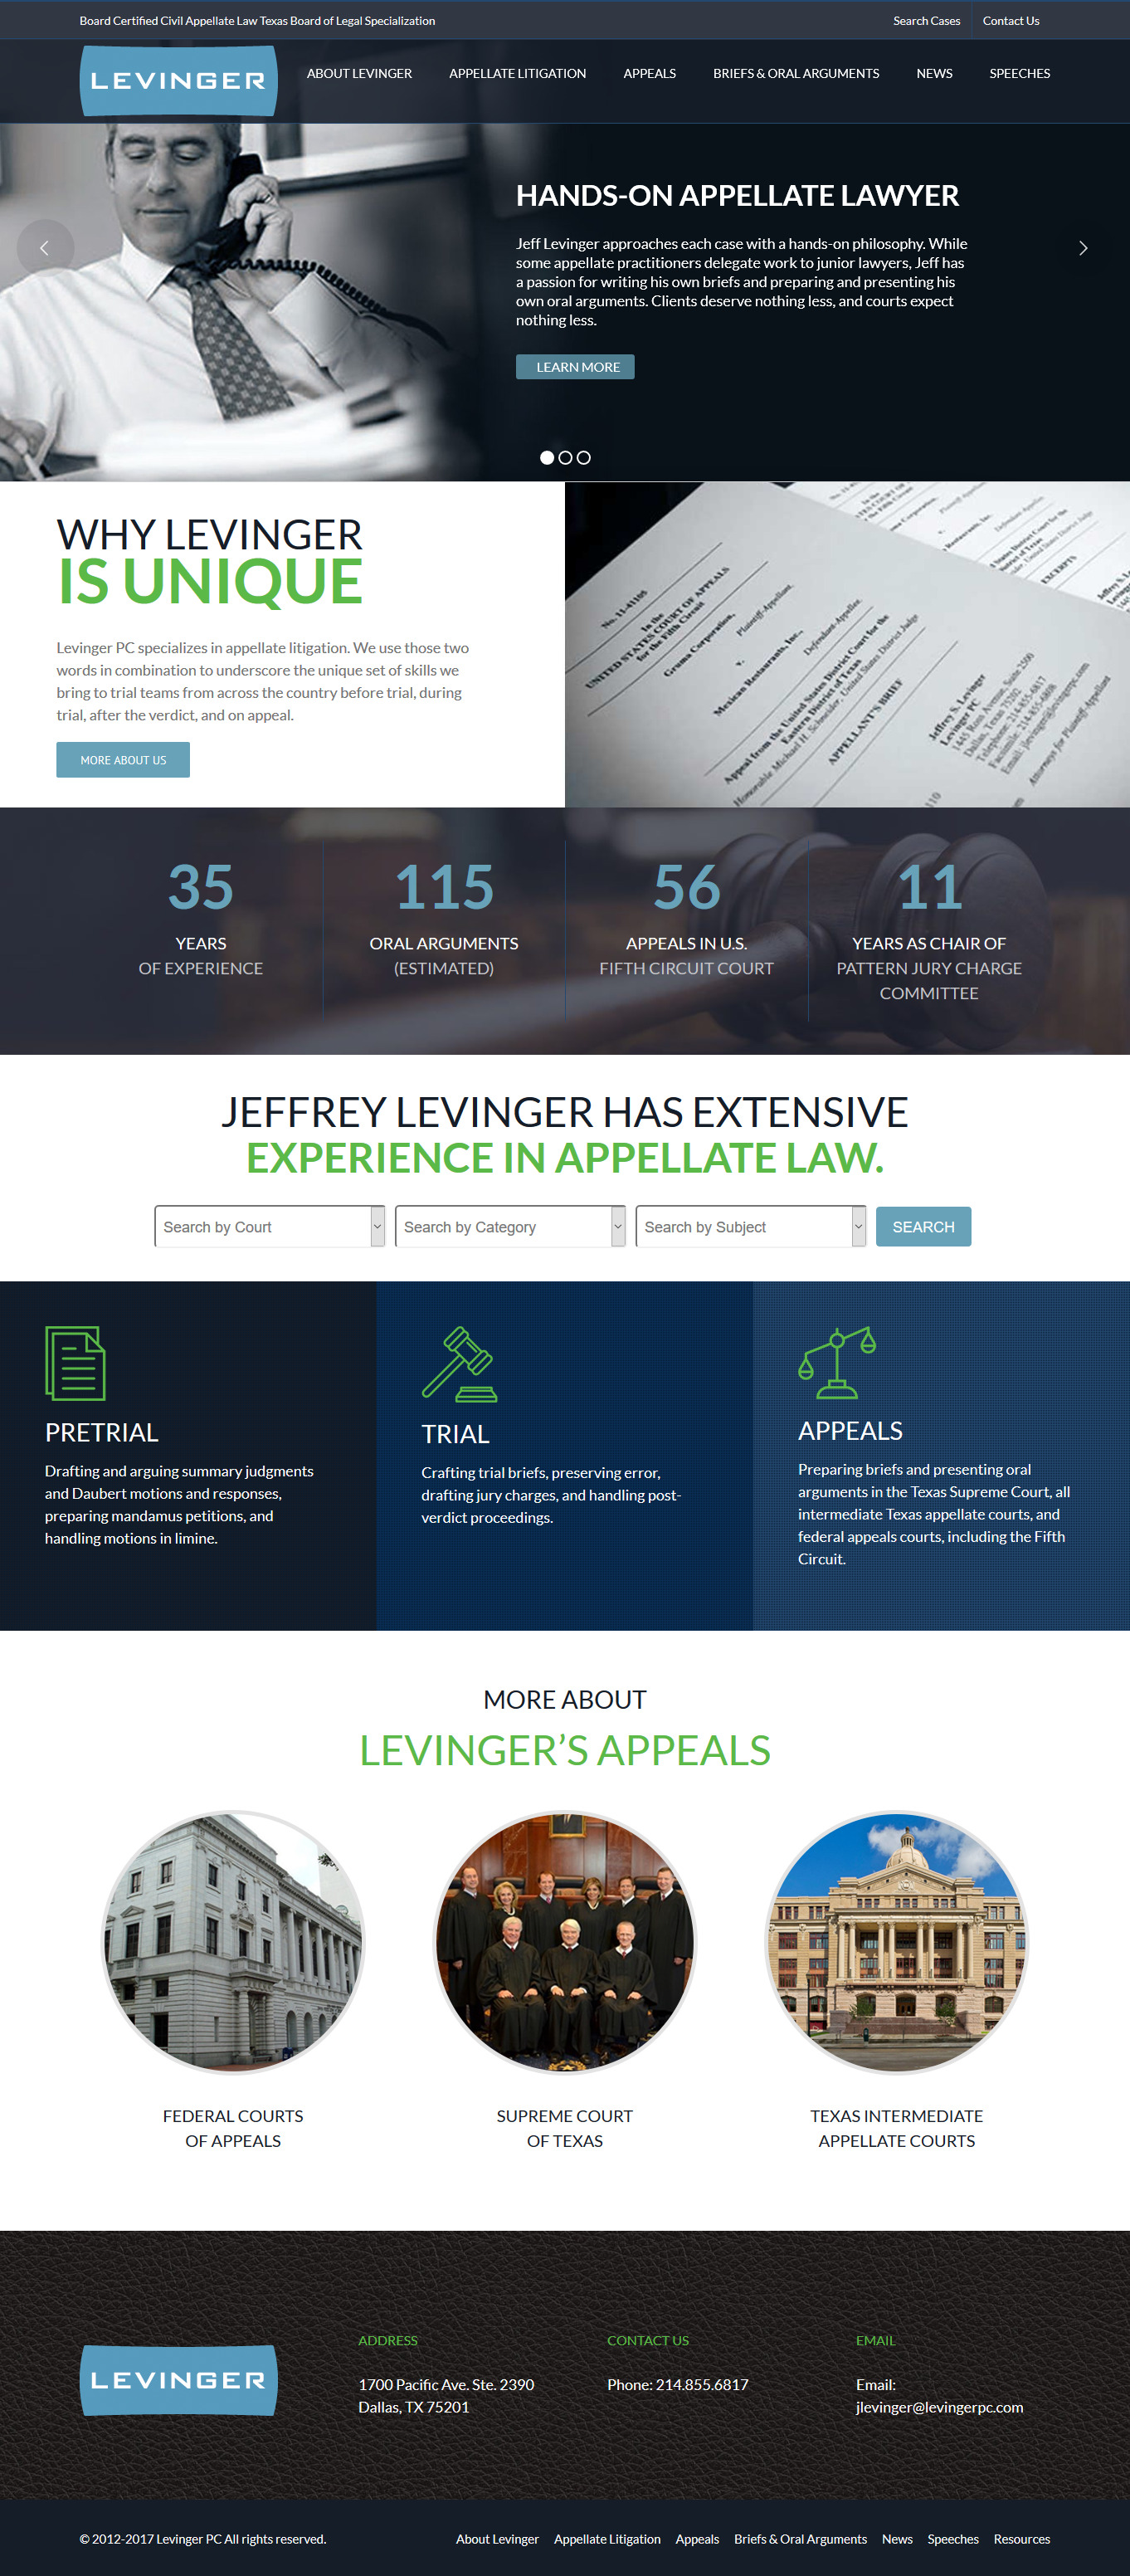 Board Certified Civil Appellate Law Texas Board of Legal Specialization
Search Cases
Contact Us
LEVINGER
ABOUT LEVINGER
APPELLATE LITIGATION
APPEALS
BRIEFS & ORAL ARGUMENTS
NEWS
SPEECHES
HANDS-ON APPELLATE LAWYER
Jeff Levinger approaches each case with a hands-on philosophy. While
some appellate practitioners delegate work to junior lawyers, Jeff has
a passion for writing his own briefs and preparing and presenting his
own oral arguments. Clients deserve nothing less, and courts expect
nothing less.
LEARN MORE
WHY LEVINGER
IS UNIQUE
Levinger PC specializes in appellate litigation. We use those two
words in combination to underscore the unique set of skills we
bring to trial teams from across the country before trial, during
trial, after the verdict, and on appeal.
MORE ABOUT US
No. 11-41105
In the
UNITED STATES COURT OF APPEALS
for the Fifth Circuit
Gruma Corporation,
Plaintiff-Appellant,
v.
Mexican Restaurants, Inc.,
Defendant-Appellee.
Appeal from the United States District Court for the
Eastern District of Texas
Honorable Michael H. Schneider, United States District Judge
APPELLANT'S BRIEF
Jeffrey S. Levinger
Levinger PC
1445 Ross Avenue, Suite 2500
Dallas, Texas 75202
Telephone: 214-855-6817
Facsimile: 214-855-6808
Email: jlevinger@levingerpc.com
Attorneys for Plaintiff-Appellant
EXCERPTS
35
YEARS
OF EXPERIENCE
115
ORAL ARGUMENTS
(ESTIMATED)
56
APPEALS IN U.S.
FIFTH CIRCUIT COURT
11
YEARS AS CHAIR OF
PATTERN JURY CHARGE
COMMITTEE
JEFFREY LEVINGER HAS EXTENSIVE
EXPERIENCE IN APPELLATE LAW.
Search by Court
Search by Category
Search by Subject
SEARCH
PRETRIAL
Drafting and arguing summary judgments
and Daubert motions and responses,
preparing mandamus petitions, and
handling motions in limine.
TRIAL
Crafting trial briefs, preserving error,
drafting jury charges, and handling post-
verdict proceedings.
APPEALS
Preparing briefs and presenting oral
arguments in the Texas Supreme Court, all
intermediate Texas appellate courts, and
federal appeals courts, including the Fifth
Circuit.
MORE ABOUT
LEVINGER’S APPEALS
FEDERAL COURTS
OF APPEALS
SUPREME COURT
OF TEXAS
TEXAS INTERMEDIATE
APPELLATE COURTS
LEVINGER
ADDRESS
1700 Pacific Ave. Ste. 2390
Dallas, TX 75201
CONTACT US
Phone: 214.855.6817
EMAIL
Email:
jlevinger@levingerpc.com
© 2012-2017 Levinger PC All rights reserved.
About Levinger
Appellate Litigation
Appeals
Briefs & Oral Arguments
News
Speeches
Resources